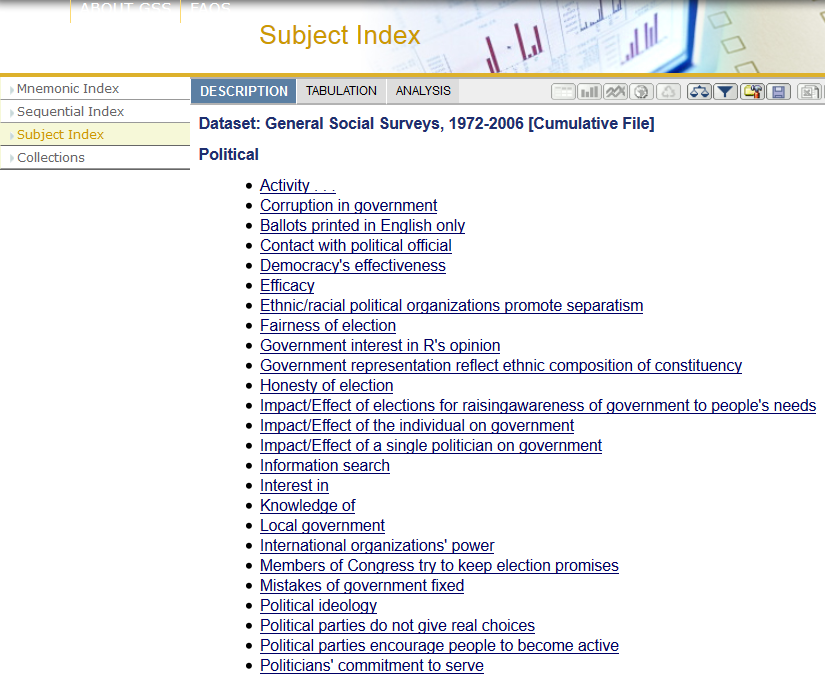 ABOUT GSS FAQS
Subject Index
Mnemonic Index
Sequential Index
Subject Index
Collections
DESCRIPTION TABULATION ANALYSIS
Dataset: General Social Surveys, 1972-2006 [Cumulative File]
Political
Activity . . .
Corruption in government
Ballots printed in English only
Contact with political official
Democracy's effectiveness
Efficacy
Ethnic/racial political organizations promote separatism
Fairness of election
Government interest in R's opinion
Government representation reflect ethnic composition of constituency
Honesty of election
Impact/Effect of elections for raisingawareness of government to people's needs
Impact/Effect of the individual on government
Impact/Effect of a single politician on government
Information search
Interest in
Knowledge of
Local government
International organizations' power
Members of Congress try to keep election promises
Mistakes of government fixed
Political ideology
Political parties do not give real choices
Political parties encourage people to become active
Politicians' commitment to serve